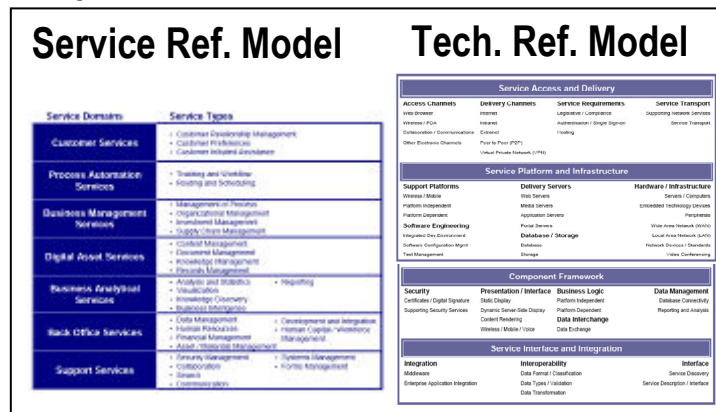 Service Ref. Model
Service Domains Service Types
Customer Services
Customer Relationship Management
Customer Preferences
Customer Initiated Assistance
Process Automation Services
Tracking and Workflow
Routing and Scheduling
Business Management Services
Management of Process
Organizational Management
Investment Management
Supply Chain Management
Digital Asset Services
Content Management
Document Management
Knowledge Management
Records Management
Business Analytical Services
Analysis and Statistics Reporting
Visualization
Knowledge Discovery
Business Intelligence
Back Office Services
Data Management Development and Integration
Human Resources Human Capital / Workforce Management
Financial Management
Asset / Materials Management
Support Services
Security Management Systems Management
Collaboration Forms Management
Search
Communication
Tech. Ref. Model
Service Access and Delivery
Access Channels Delivery Channels Service Requirements Service Transport
Web Browser Internet Legislative / Compliance Supporting Network Services
Wireless / PDA Intranet Authentication / Single Sign-on Service Transport
Collaboration / Communications Extranet Hosting
Other Electronic Channels Peer to Peer (P2P)
Virtual Private Network (VPN)
Service Platform and Infrastructure
Support Platforms Delivery Servers Hardware / Infrastructure
Wireless / Mobile Web Servers Servers / Computers
Platform Independent Media Servers Embedded Technology Devices
Platform Dependent Application Servers Peripherals
Software Engineering Portal Servers Wide Area Network (WAN)
Integrated Dev. Environment Database / Storage Local Area Network (LAN)
Software Configuration Mgmt Database Network Devices / Standards
Test Management Storage Video Conferencing
Component Framework
Security Presentation / Interface Business Logic Data Management
Certificates / Digital Signature Static Display Platform Independent Database Connectivity
Supporting Security Services Dynamic Server-Side Display Platform Dependent Reporting and Analysis
Content Rendering Data Interchange
Wireless / Mobile / Voice Data Exchange
Service Interface and Integration
Integration Interoperability Interface
Middleware Data Format / Classification Service Discovery
Enterprise Application Integration Data Types / Validation Service Description / Interface
Data Transformation